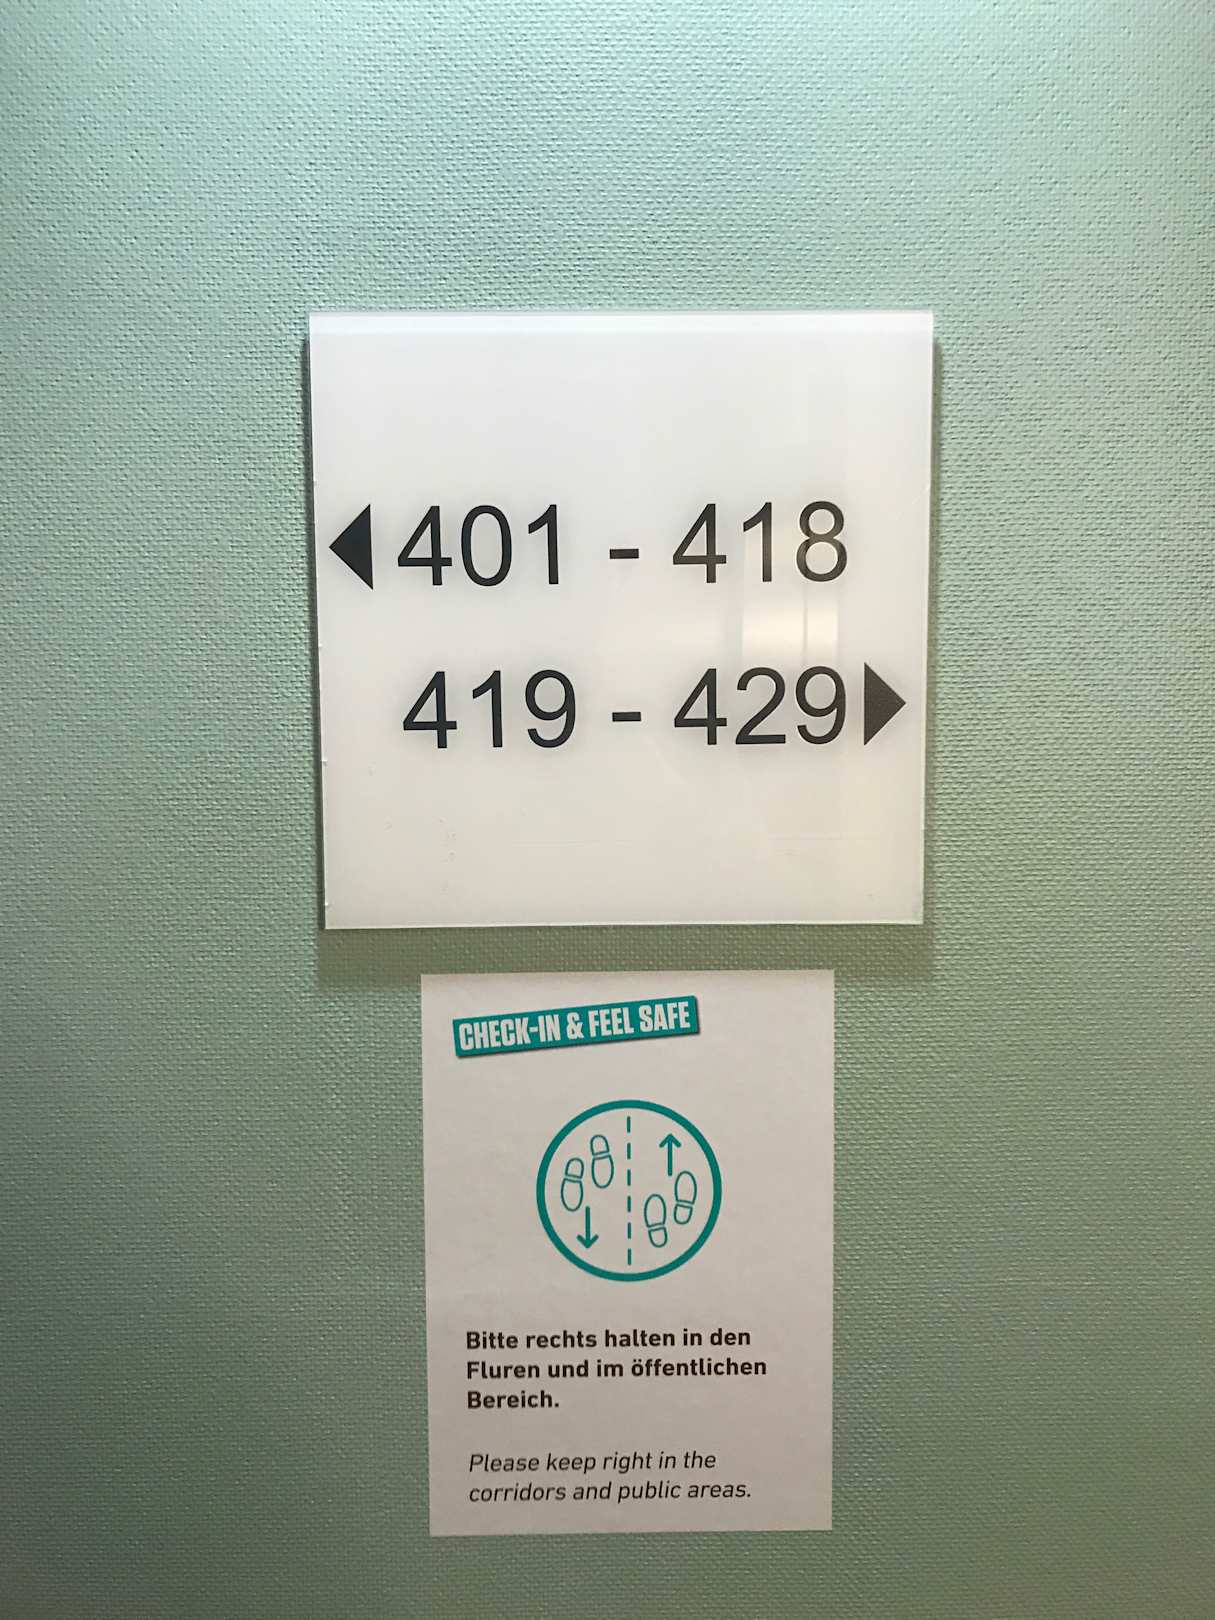 401 - 418
419 - 429
CHECK-IN & FEEL SAFE
Bitte rechts halten in den
Fluren und im öffentlichen
Bereich.
Please keep right in the
corridors and public areas.